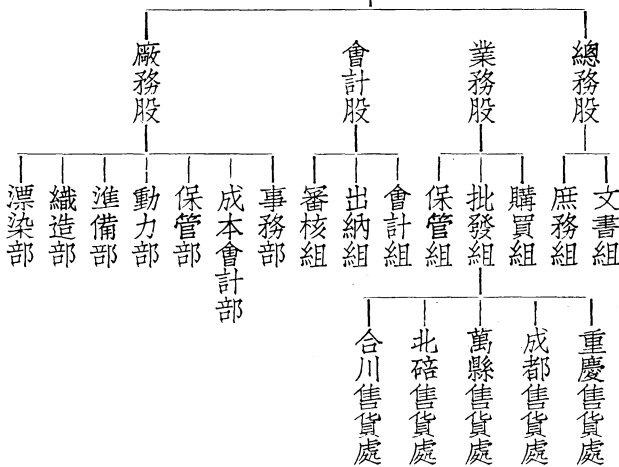 總務股
業務股
會計股
廠務股
文書組
庶務組
購買組
批發組
保管組
會計組
出納組
審核組
事務部
成本會計部
保管部
動力部
準備部
織造部
漂染部
重慶售貨處
成都售貨處
萬縣售貨處
北碚售貨處
合川售貨處